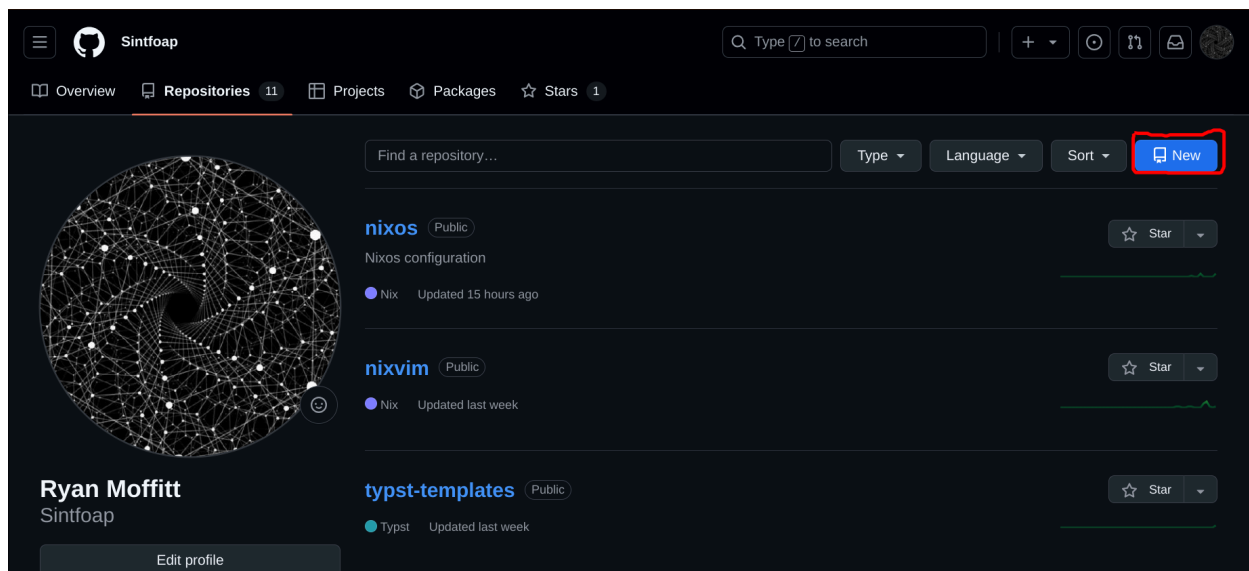 Sintfoap
Type / to search
Overview Repositories 11 Projects Packages Stars 1
Find a repository… Type Language Sort New
nixos Public Star
Nixos configuration
Nix Updated 15 hours ago
nixvim Public Star
Nix Updated last week
typst-templates Public Star
Typst Updated last week
Ryan Moffitt
Sintfoap
Edit profile